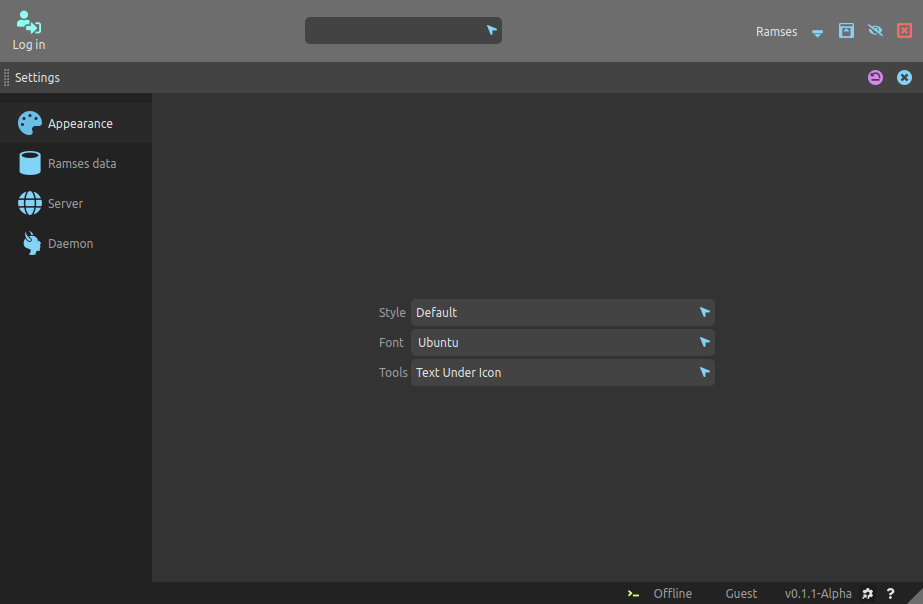 Log in
Ramses
Settings
Appearance
Ramses data
Server
Daemon
Style Default
Font Ubuntu
Tools Text Under Icon
Offline Guest v0.1.1-Alpha ?